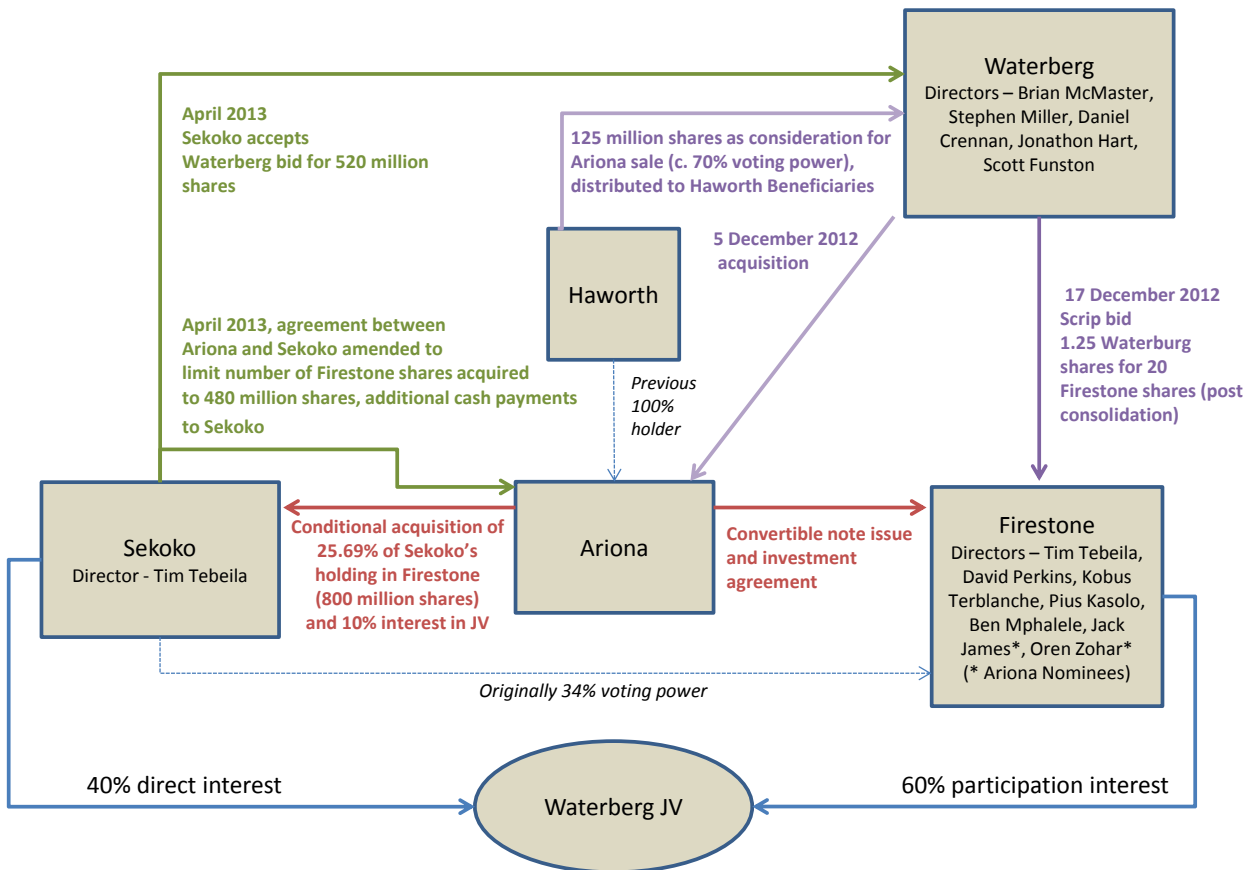 Waterberg
Directors – Brian McMaster,
Stephen Miller, Daniel
Crennan, Jonathon Hart,
Scott Funston
April 2013
Sekoko accepts
Waterberg bid for 520 million
shares
125 million shares as consideration for
Ariona sale (c. 70% voting power),
distributed to Haworth Beneficiaries
5 December 2012
acquisition
Haworth
17 December 2012
Scrip bid
1.25 Waterburg
shares for 20
Firestone shares (post
consolidation)
April 2013, agreement between
Ariona and Sekoko amended to
limit number of Firestone shares acquired
to 480 million shares, additional cash payments
to Sekoko
Previous
100%
holder
Sekoko
Director - Tim Tebeila
Conditional acquisition of
25.69% of Sekoko's
holding in Firestone
(800 million shares)
and 10% interest in JV
Ariona
Convertible note issue
and investment
agreement
Firestone
Directors – Tim Tebeila,
David Perkins, Kobus
Terblanche, Pius Kasolo,
Ben Mphalele, Jack
James*, Oren Zohar*
(* Ariona Nominees)
Originally 34% voting power
40% direct interest
Waterberg JV
60% participation interest